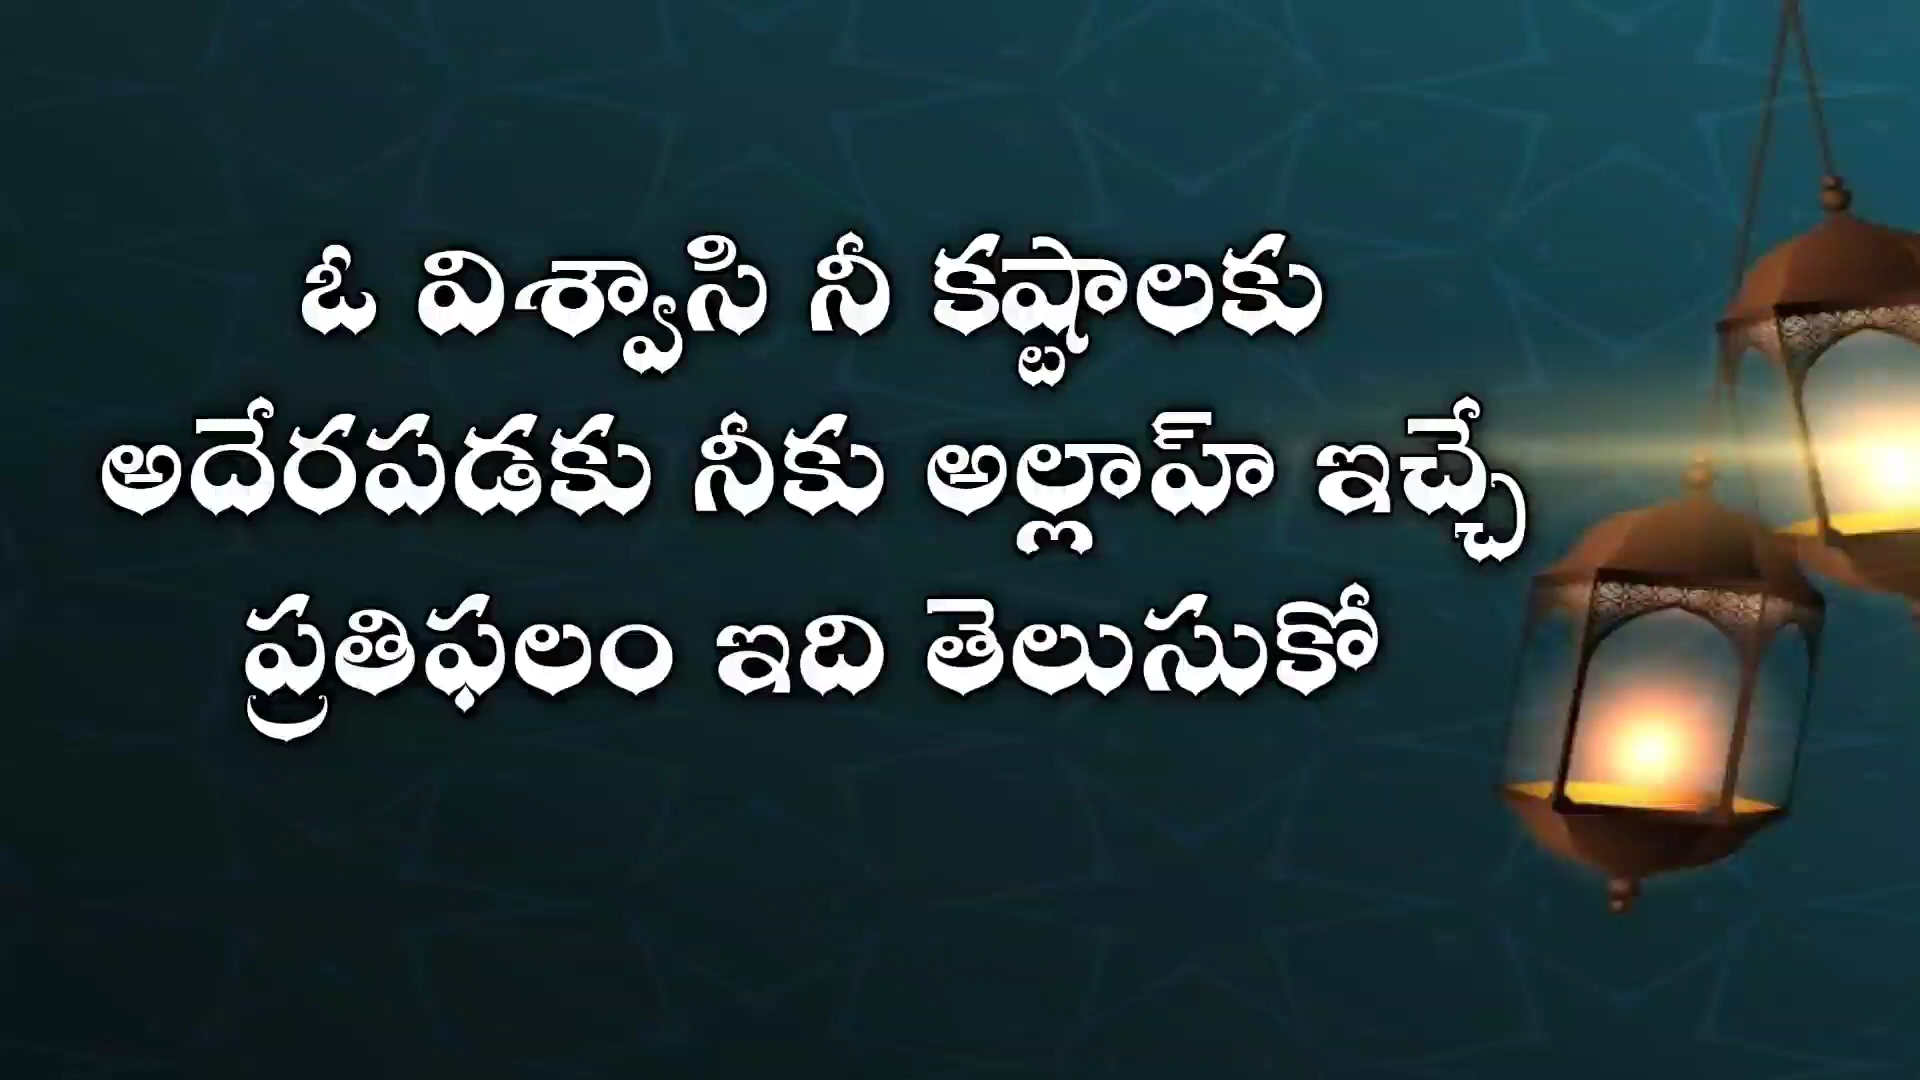 ఓ విశ్వాసి నీ కష్టాలకు
అదేరపడకు నీకు అల్లాహ్ ఇచ్చే
ప్రతిఫలం ఇది తెలుసుకో